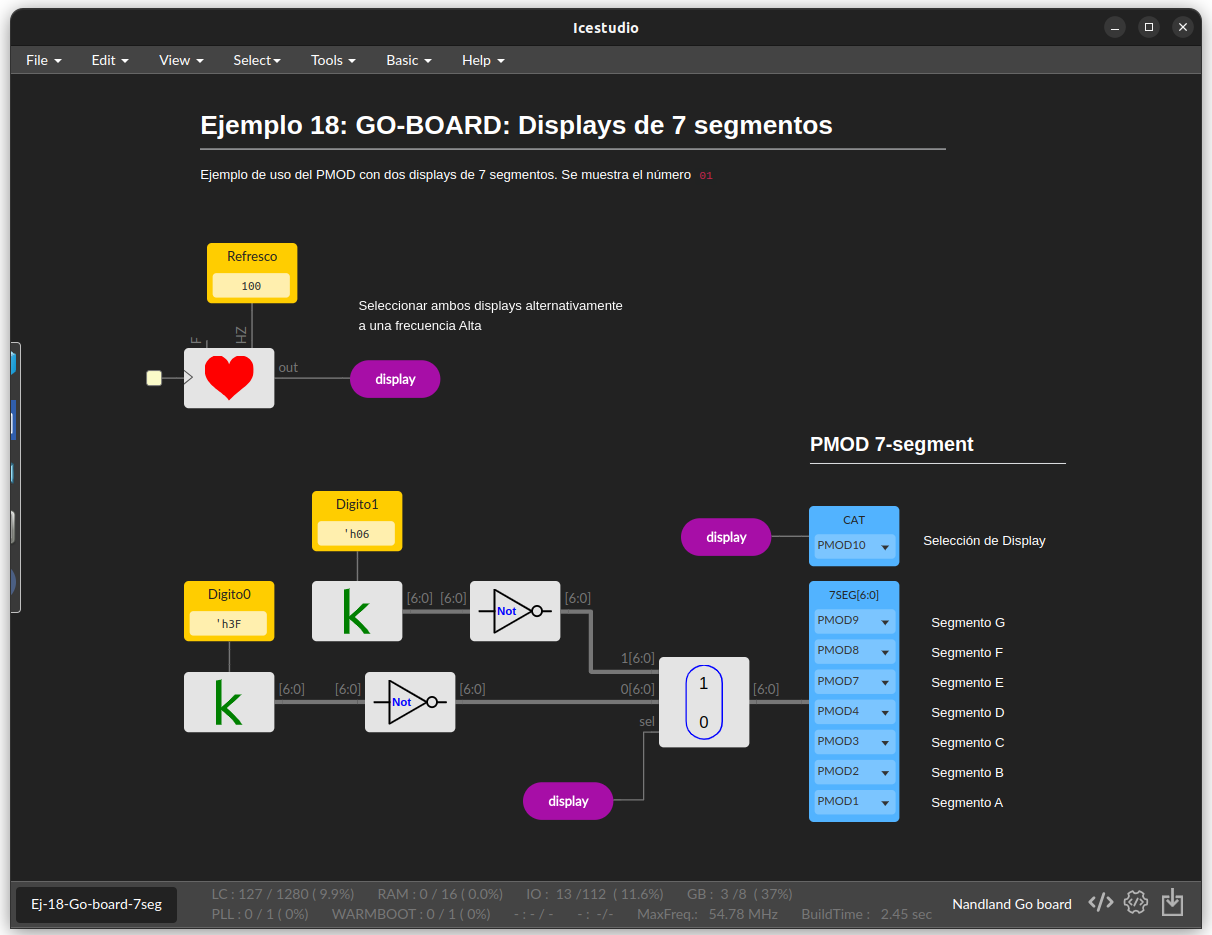 Icestudio
File Edit View Select Tools Basic Help
Ejemplo 18: GO-BOARD: Displays de 7 segmentos
Ejemplo de uso del PMOD con dos displays de 7 segmentos. Se muestra el número 01
Refresco
100
Seleccionar ambos displays alternativamente
a una frecuencia Alta
F HZ
out
display
PMOD 7-segment
Digito1
'h06
CAT
PMOD10
display
Selección de Display
Digito0
'h3F
k [6:0] [6:0] Not [6:0]
7SEG[6:0]
PMOD9 Segmento G
PMOD8 Segmento F
PMOD7 Segmento E
PMOD4 Segmento D
PMOD3 Segmento C
PMOD2 Segmento B
PMOD1 Segmento A
1[6:0]
k [6:0] [6:0] Not [6:0] 0[6:0] 1 [6:0]
sel 0
display
Ej-18-Go-board-7seg
LC : 127 / 1280 ( 9.9%) RAM : 0 / 16 ( 0.0%) IO : 13 /112 ( 11.6%) GB : 3 /8 ( 37%)
PLL : 0 / 1 ( 0%) WARMBOOT : 0 / 1 ( 0%) - : - / - - : -/- MaxFreq.: 54.78 MHz BuildTime : 2.45 sec
Nandland Go board